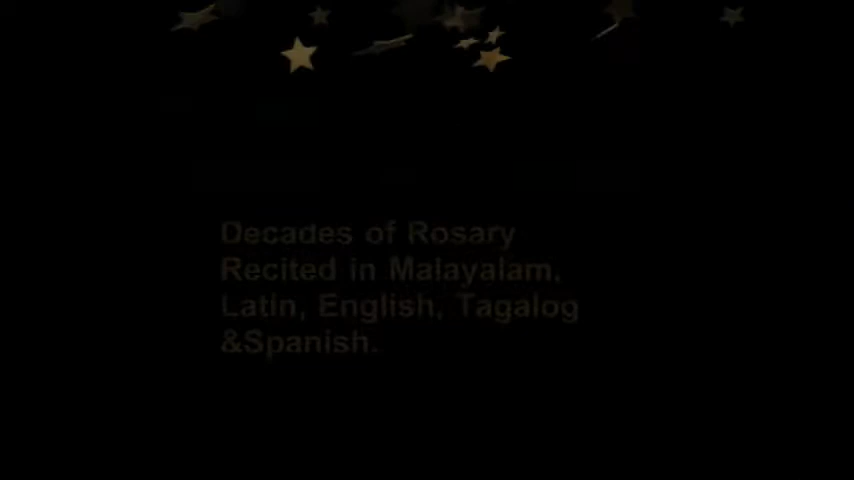 Decades of Rosary
Recited in Malayalam,
Latin, English, Tagalog
&Spanish.